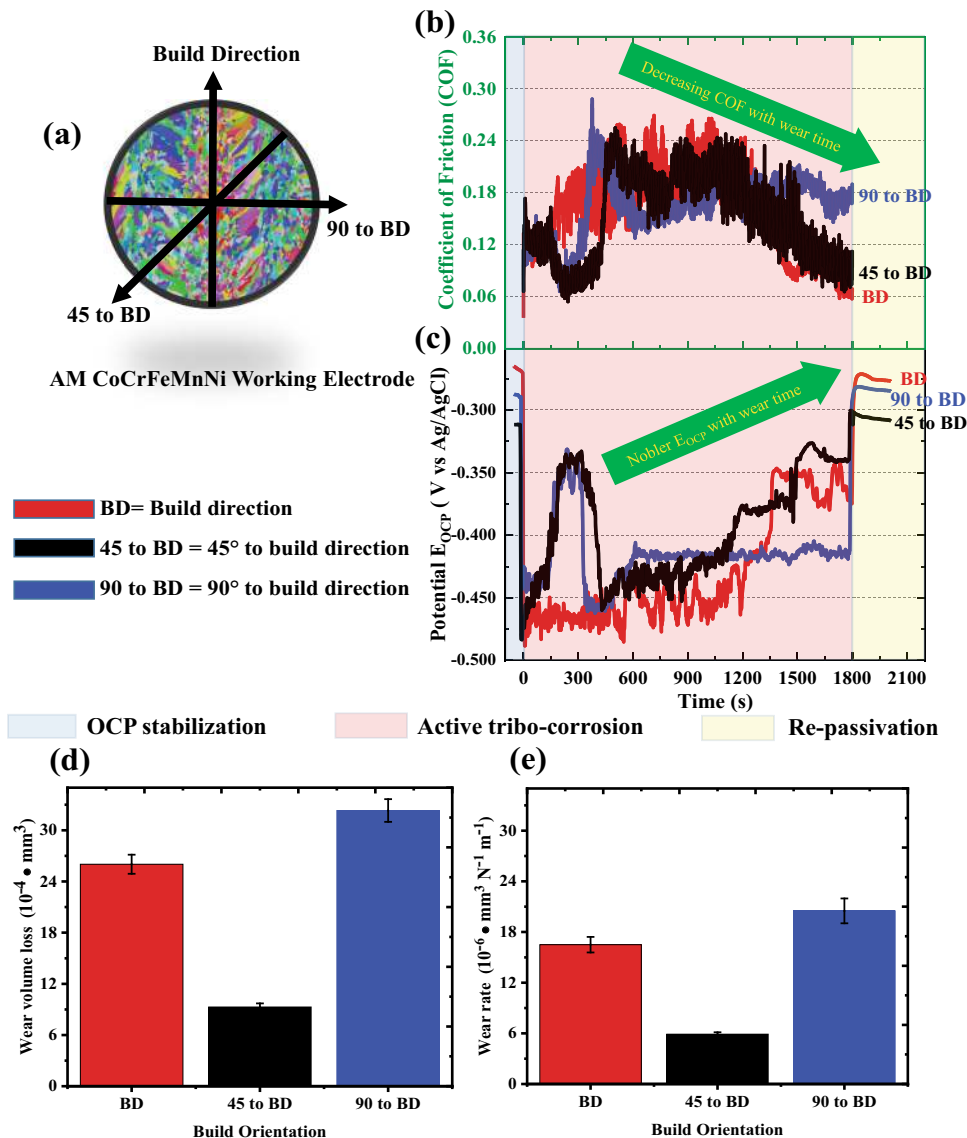 (a)
Build Direction
90 to BD
45 to BD
AM CoCrFeMnNi Working Electrode
BD= Build direction
45 to BD = 45° to build direction
90 to BD = 90° to build direction
(b)
Coefficient of Friction (COF)
0.36
0.30
0.24
0.18
0.12
0.06
0.00
Decreasing COF with wear time
90 to BD
45 to BD
BD
(c)
Potential E_OCP ( V vs Ag/AgCl)
-0.300
-0.350
-0.400
-0.450
-0.500
Nobler E_OCP with wear time
BD
90 to BD
45 to BD
0 300 600 900 1200 1500 1800 2100
Time (s)
OCP stabilization
Active tribo-corrosion
Re-passivation
(d)
Wear volume loss (10⁻⁴ ● mm³)
30
24
18
12
6
0
BD 45 to BD 90 to BD
Build Orientation
(e)
Wear rate (10⁻⁶ ● mm³ N⁻¹ m⁻¹)
30
24
18
12
6
0
BD 45 to BD 90 to BD
Build Orientation